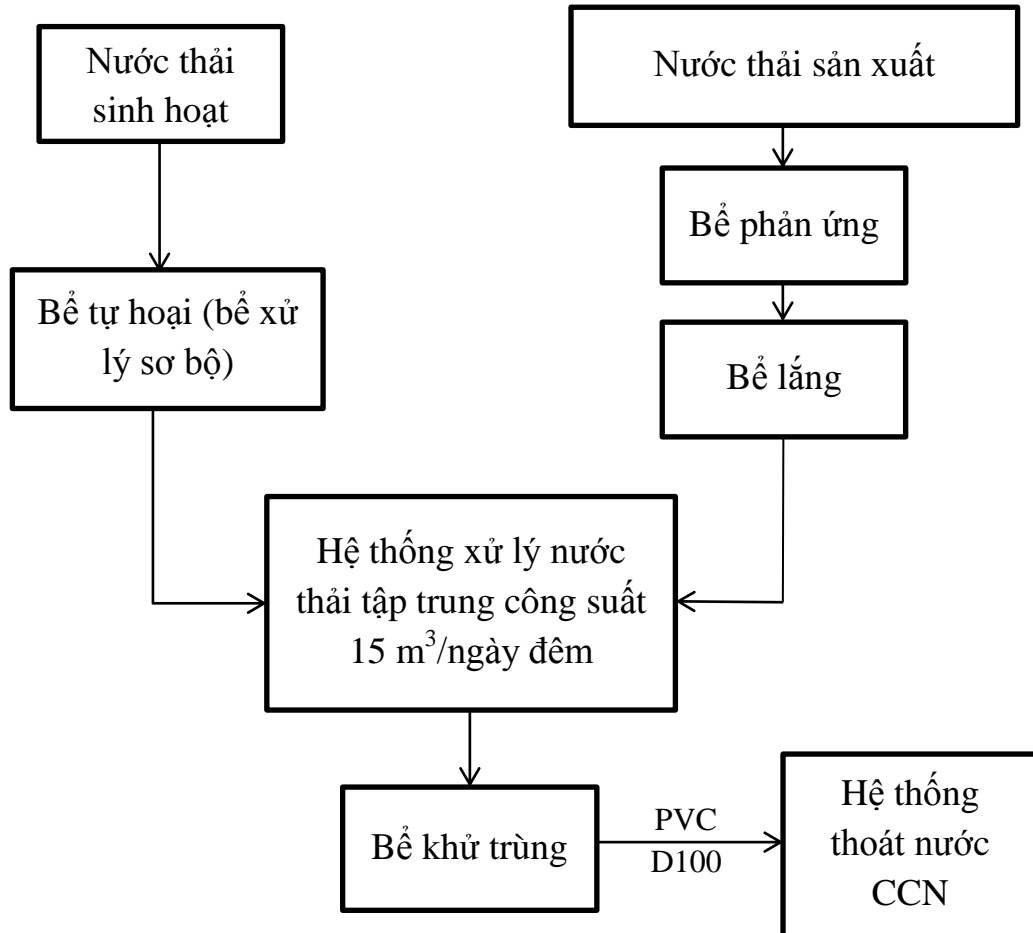 Nước thải
sinh hoạt
Nước thải sản xuất
Bể phản ứng
Bể tự hoại (bể xử
lý sơ bộ)
Bể lắng
Hệ thống xử lý nước
thải tập trung công suất
15 m³/ngày đêm
Bể khử trùng
PVC
D100
Hệ thống
thoát nước
CCN